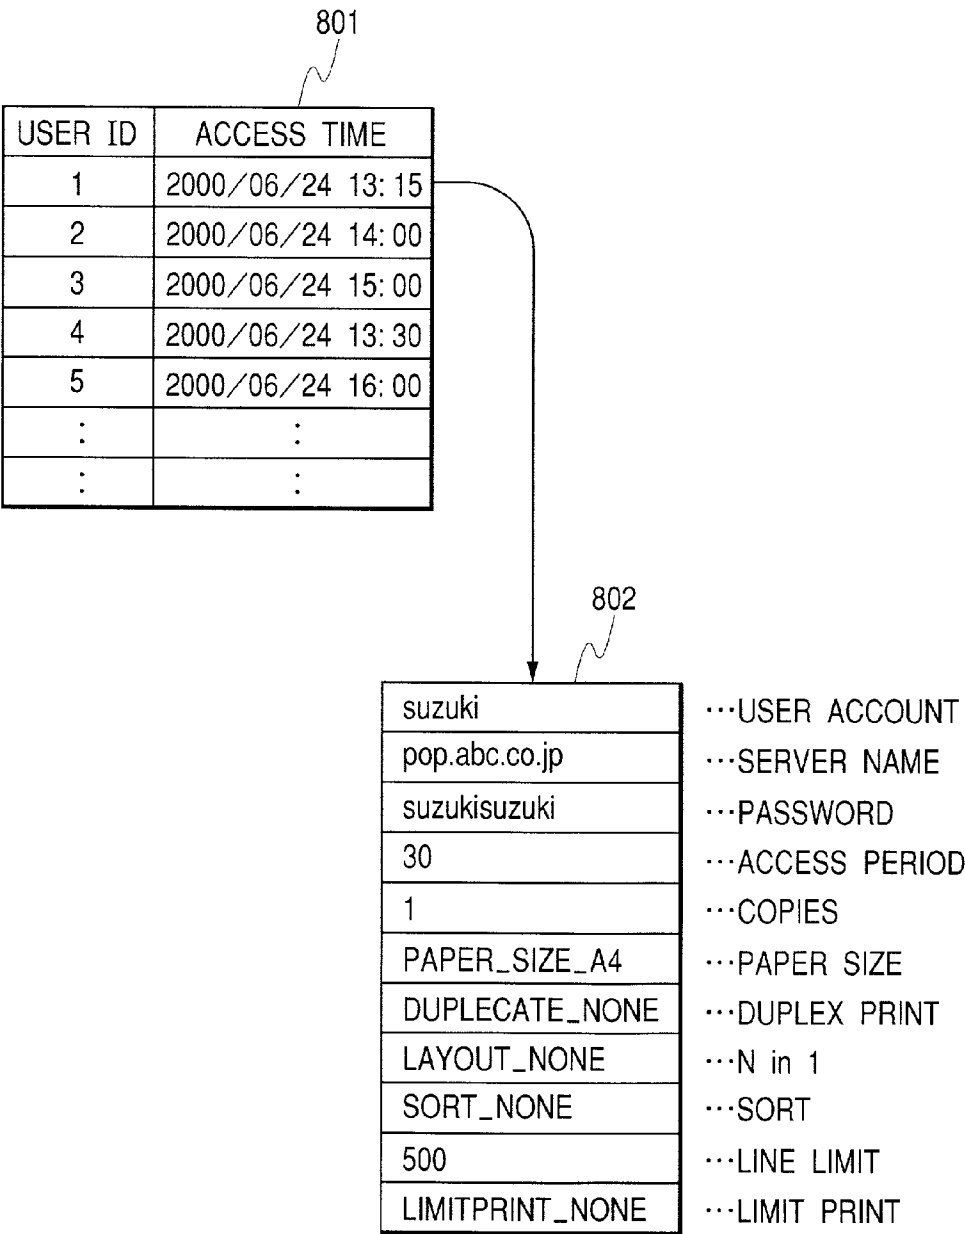 801
USER ID ACCESS TIME
1 2000/06/24 13:15
2 2000/06/24 14:00
3 2000/06/24 15:00
4 2000/06/24 13:30
5 2000/06/24 16:00
: :
: :
802
suzuki ···USER ACCOUNT
pop.abc.co.jp ···SERVER NAME
suzukisuzuki ···PASSWORD
30 ···ACCESS PERIOD
1 ···COPIES
PAPER_SIZE_A4 ···PAPER SIZE
DUPLECATE_NONE ···DUPLEX PRINT
LAYOUT_NONE ···N in 1
SORT_NONE ···SORT
500 ···LINE LIMIT
LIMITPRINT_NONE ···LIMIT PRINT